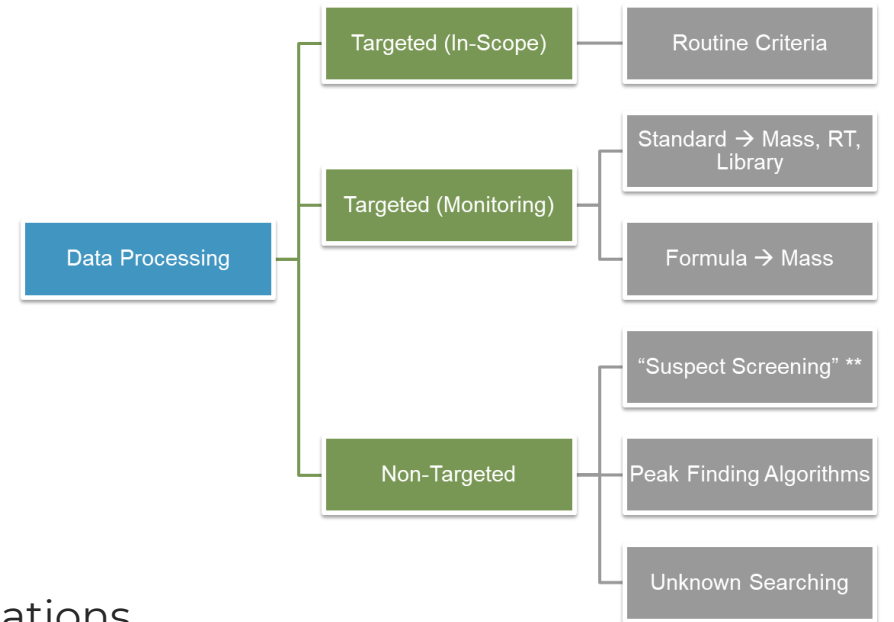 Data Processing
Targeted (In-Scope)
Routine Criteria
Targeted (Monitoring)
Standard → Mass, RT,
Library
Formula → Mass
Non-Targeted
“Suspect Screening” **
Peak Finding Algorithms
Unknown Searching